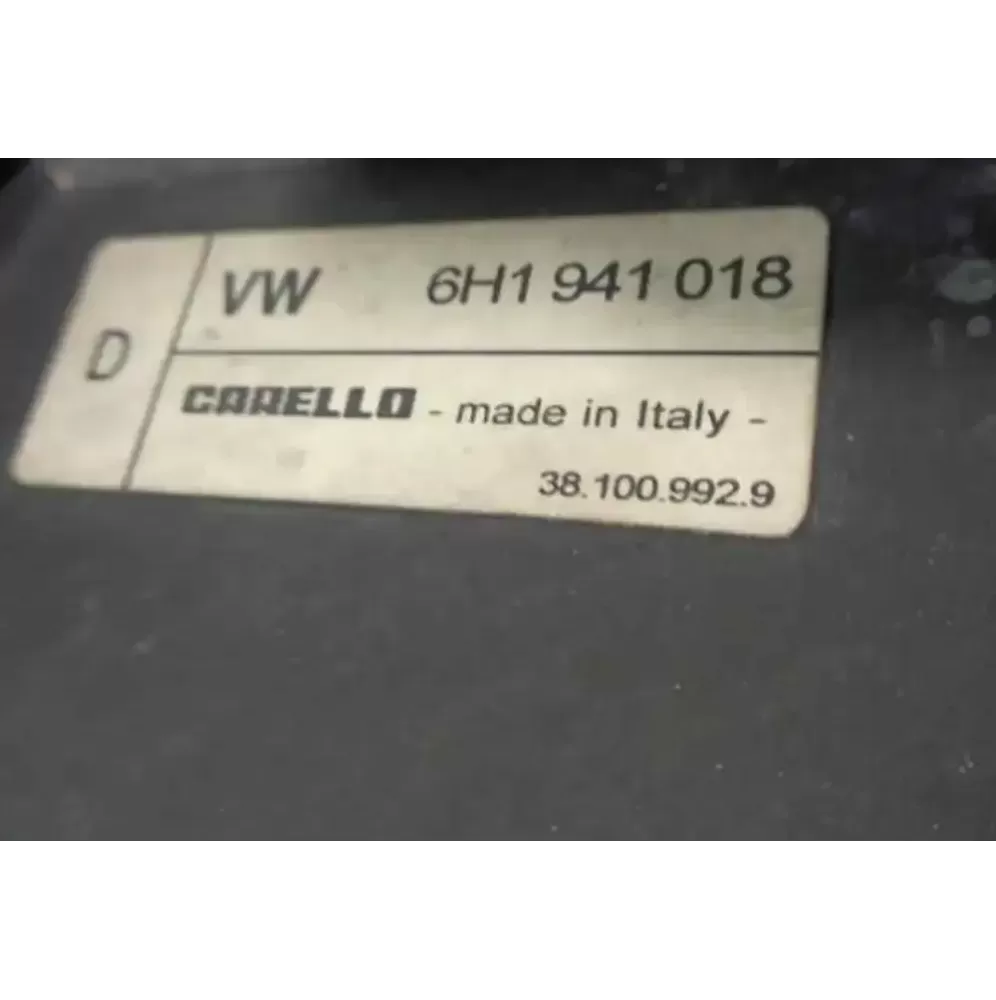 D
VW 6H1 941 018
CARELLO - made in Italy -
38.100.992.9